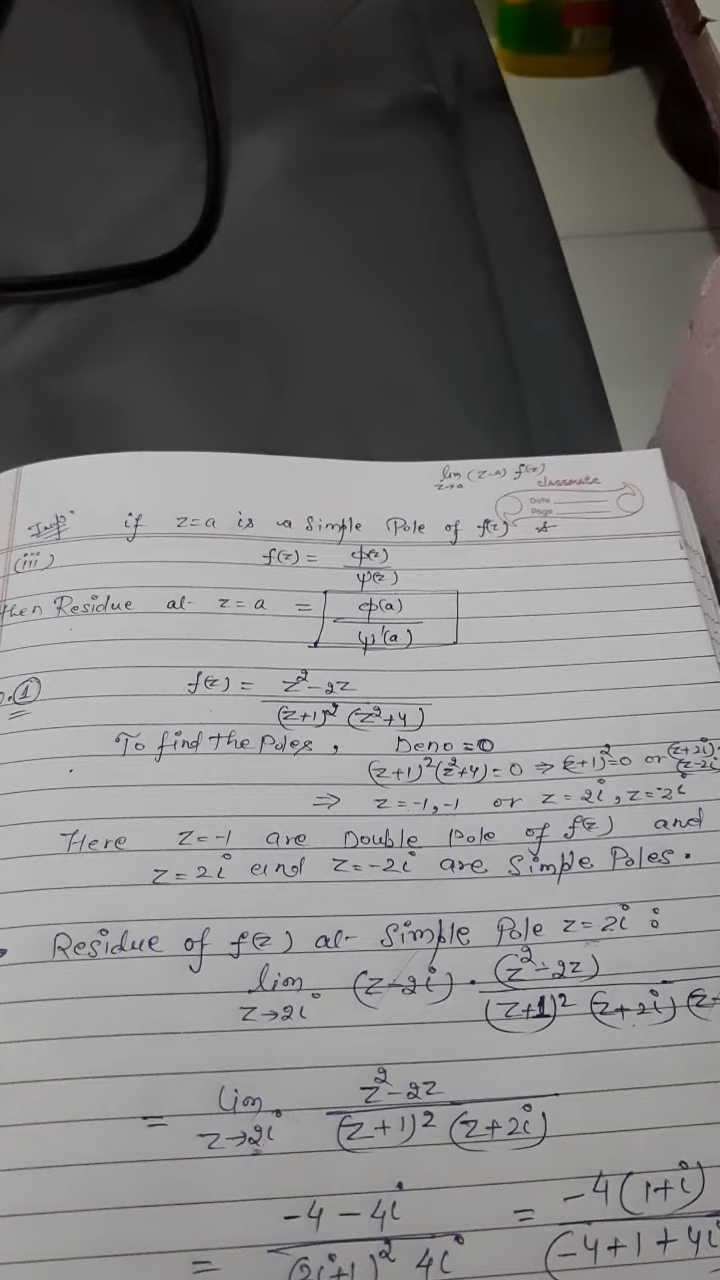 lim (z-a) f(z)
z→a
classmate
Date
Page
Imp: if z=a is a Simple Pole of f(z)
(iii) f(z) = ϕ(z)/ψ(z)
then Residue at z=a = ϕ(a)/ψ'(a)
.① f(z) = z²-2z/(z+1)²(z²+4)
To find the Poles, Deno=0
(z+1)²(z²+4)=0 ⇒ (z+1)²=0 or (z+2i)(z-2i
⇒ z=-1,-1 or z=2i, z=-2i
Here z=-1 are Double Pole of f(z) and
z=2i and z=-2i are Simple Poles.
Residue of f(z) at Simple Pole z=2i :
lim z→2i (z-2i) · (z²-2z)/(z+1)²(z+2i)(z-
= lim z→2i z²-2z/(z+1)²(z+2i)
= -4-4i/(2i+1)² 4i = -4(1+i)/(-4+1+4i